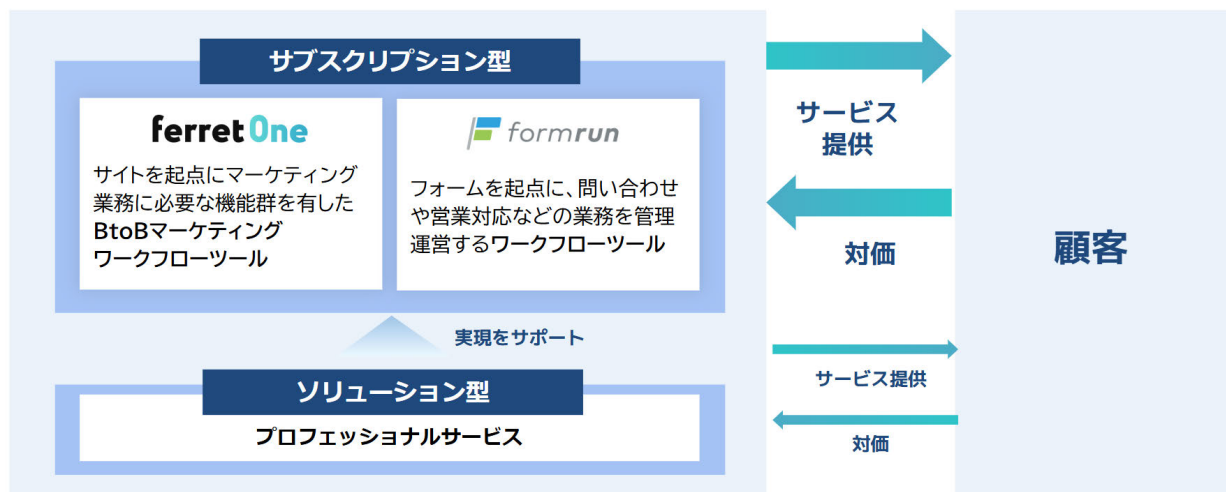 サブスクリプション型
ferret One
サイトを起点にマーケティング
業務に必要な機能群を有した
BtoBマーケティング
ワークフローツール
formrun
フォームを起点に、問い合わせ
や営業対応などの業務を管理
運営するワークフローツール
実現をサポート
ソリューション型
プロフェッショナルサービス
サービス
提供
対価
サービス提供
対価
顧客